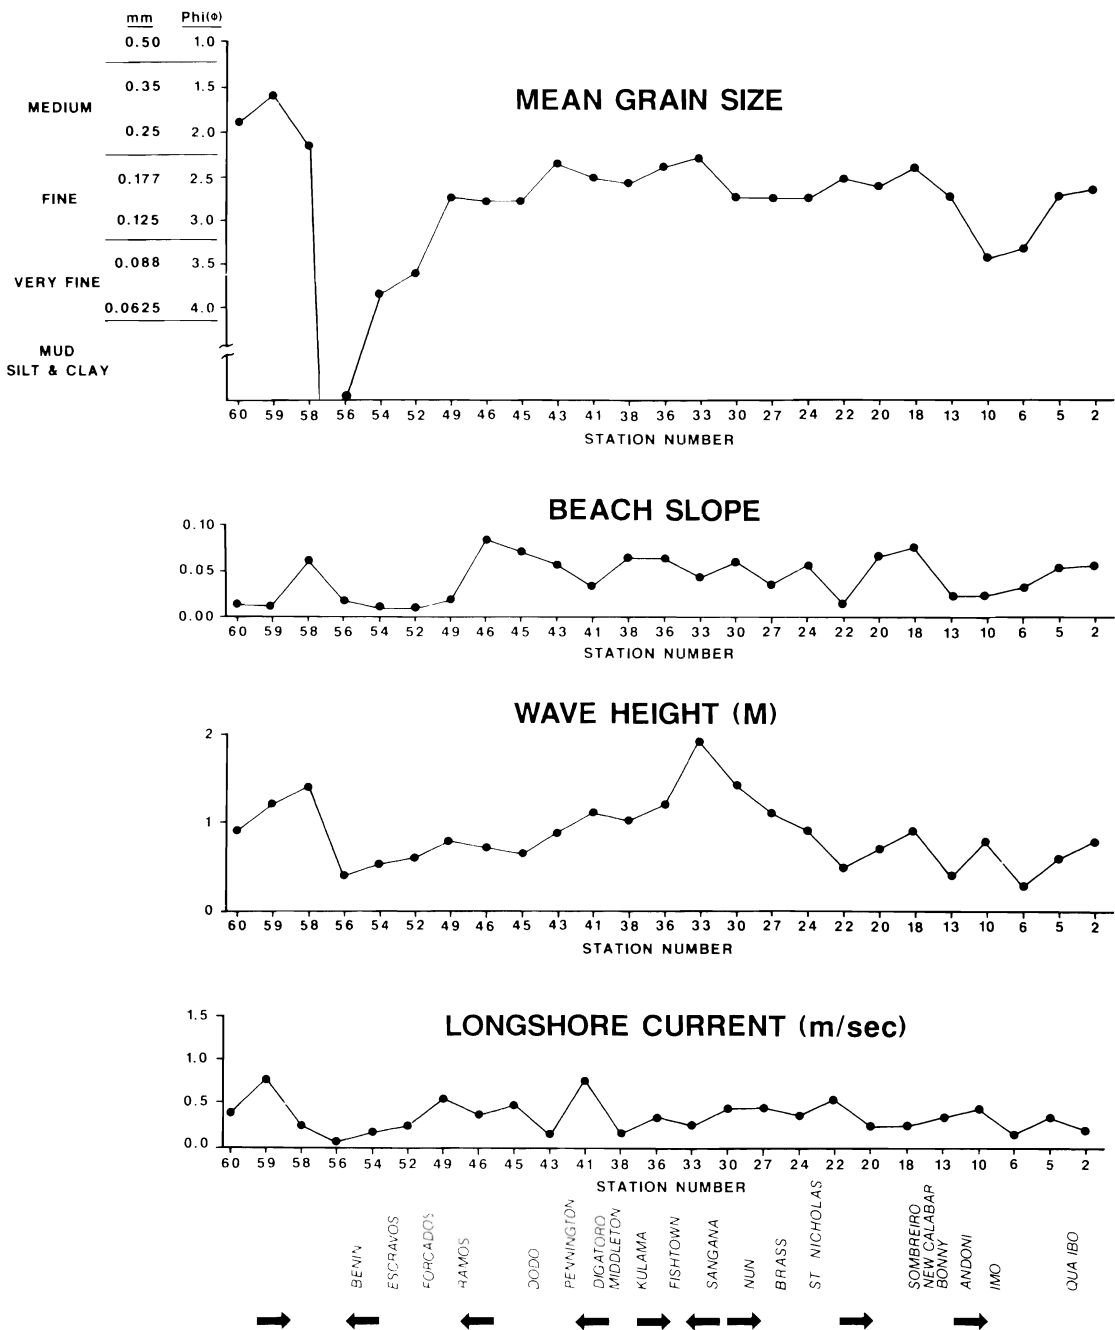 mm Phi(Φ)
0.50 1.0
MEAN GRAIN SIZE
0.35 1.5
MEDIUM
0.25 2.0
0.177 2.5
FINE
0.125 3.0
0.088 3.5
VERY FINE
0.0625 4.0
MUD
SILT & CLAY
60 59 58 56 54 52 49 46 45 43 41 38 36 33 30 27 24 22 20 18 13 10 6 5 2
STATION NUMBER
BEACH SLOPE
0.10
0.05
0.00
60 59 58 56 54 52 49 46 45 43 41 38 36 33 30 27 24 22 20 18 13 10 6 5 2
STATION NUMBER
WAVE HEIGHT (M)
2
1
0
60 59 58 56 54 52 49 46 45 43 41 38 36 33 30 27 24 22 20 18 13 10 6 5 2
STATION NUMBER
LONGSHORE CURRENT (m/sec)
1.5
1.0
0.5
0.0
60 59 58 56 54 52 49 46 45 43 41 38 36 33 30 27 24 22 20 18 13 10 6 5 2
STATION NUMBER
BENIN
ESCRAVOS
FORCADOS
RAMOS
DODO
PENNINGTON
DIGATORO
MIDDLETON
KULAMA
FISHTOWN
SANGANA
NUN
BRASS
ST NICHOLAS
SOMBREIRO
NEW CALABAR
BONNY
ANDONI
IMO
QUA IBO